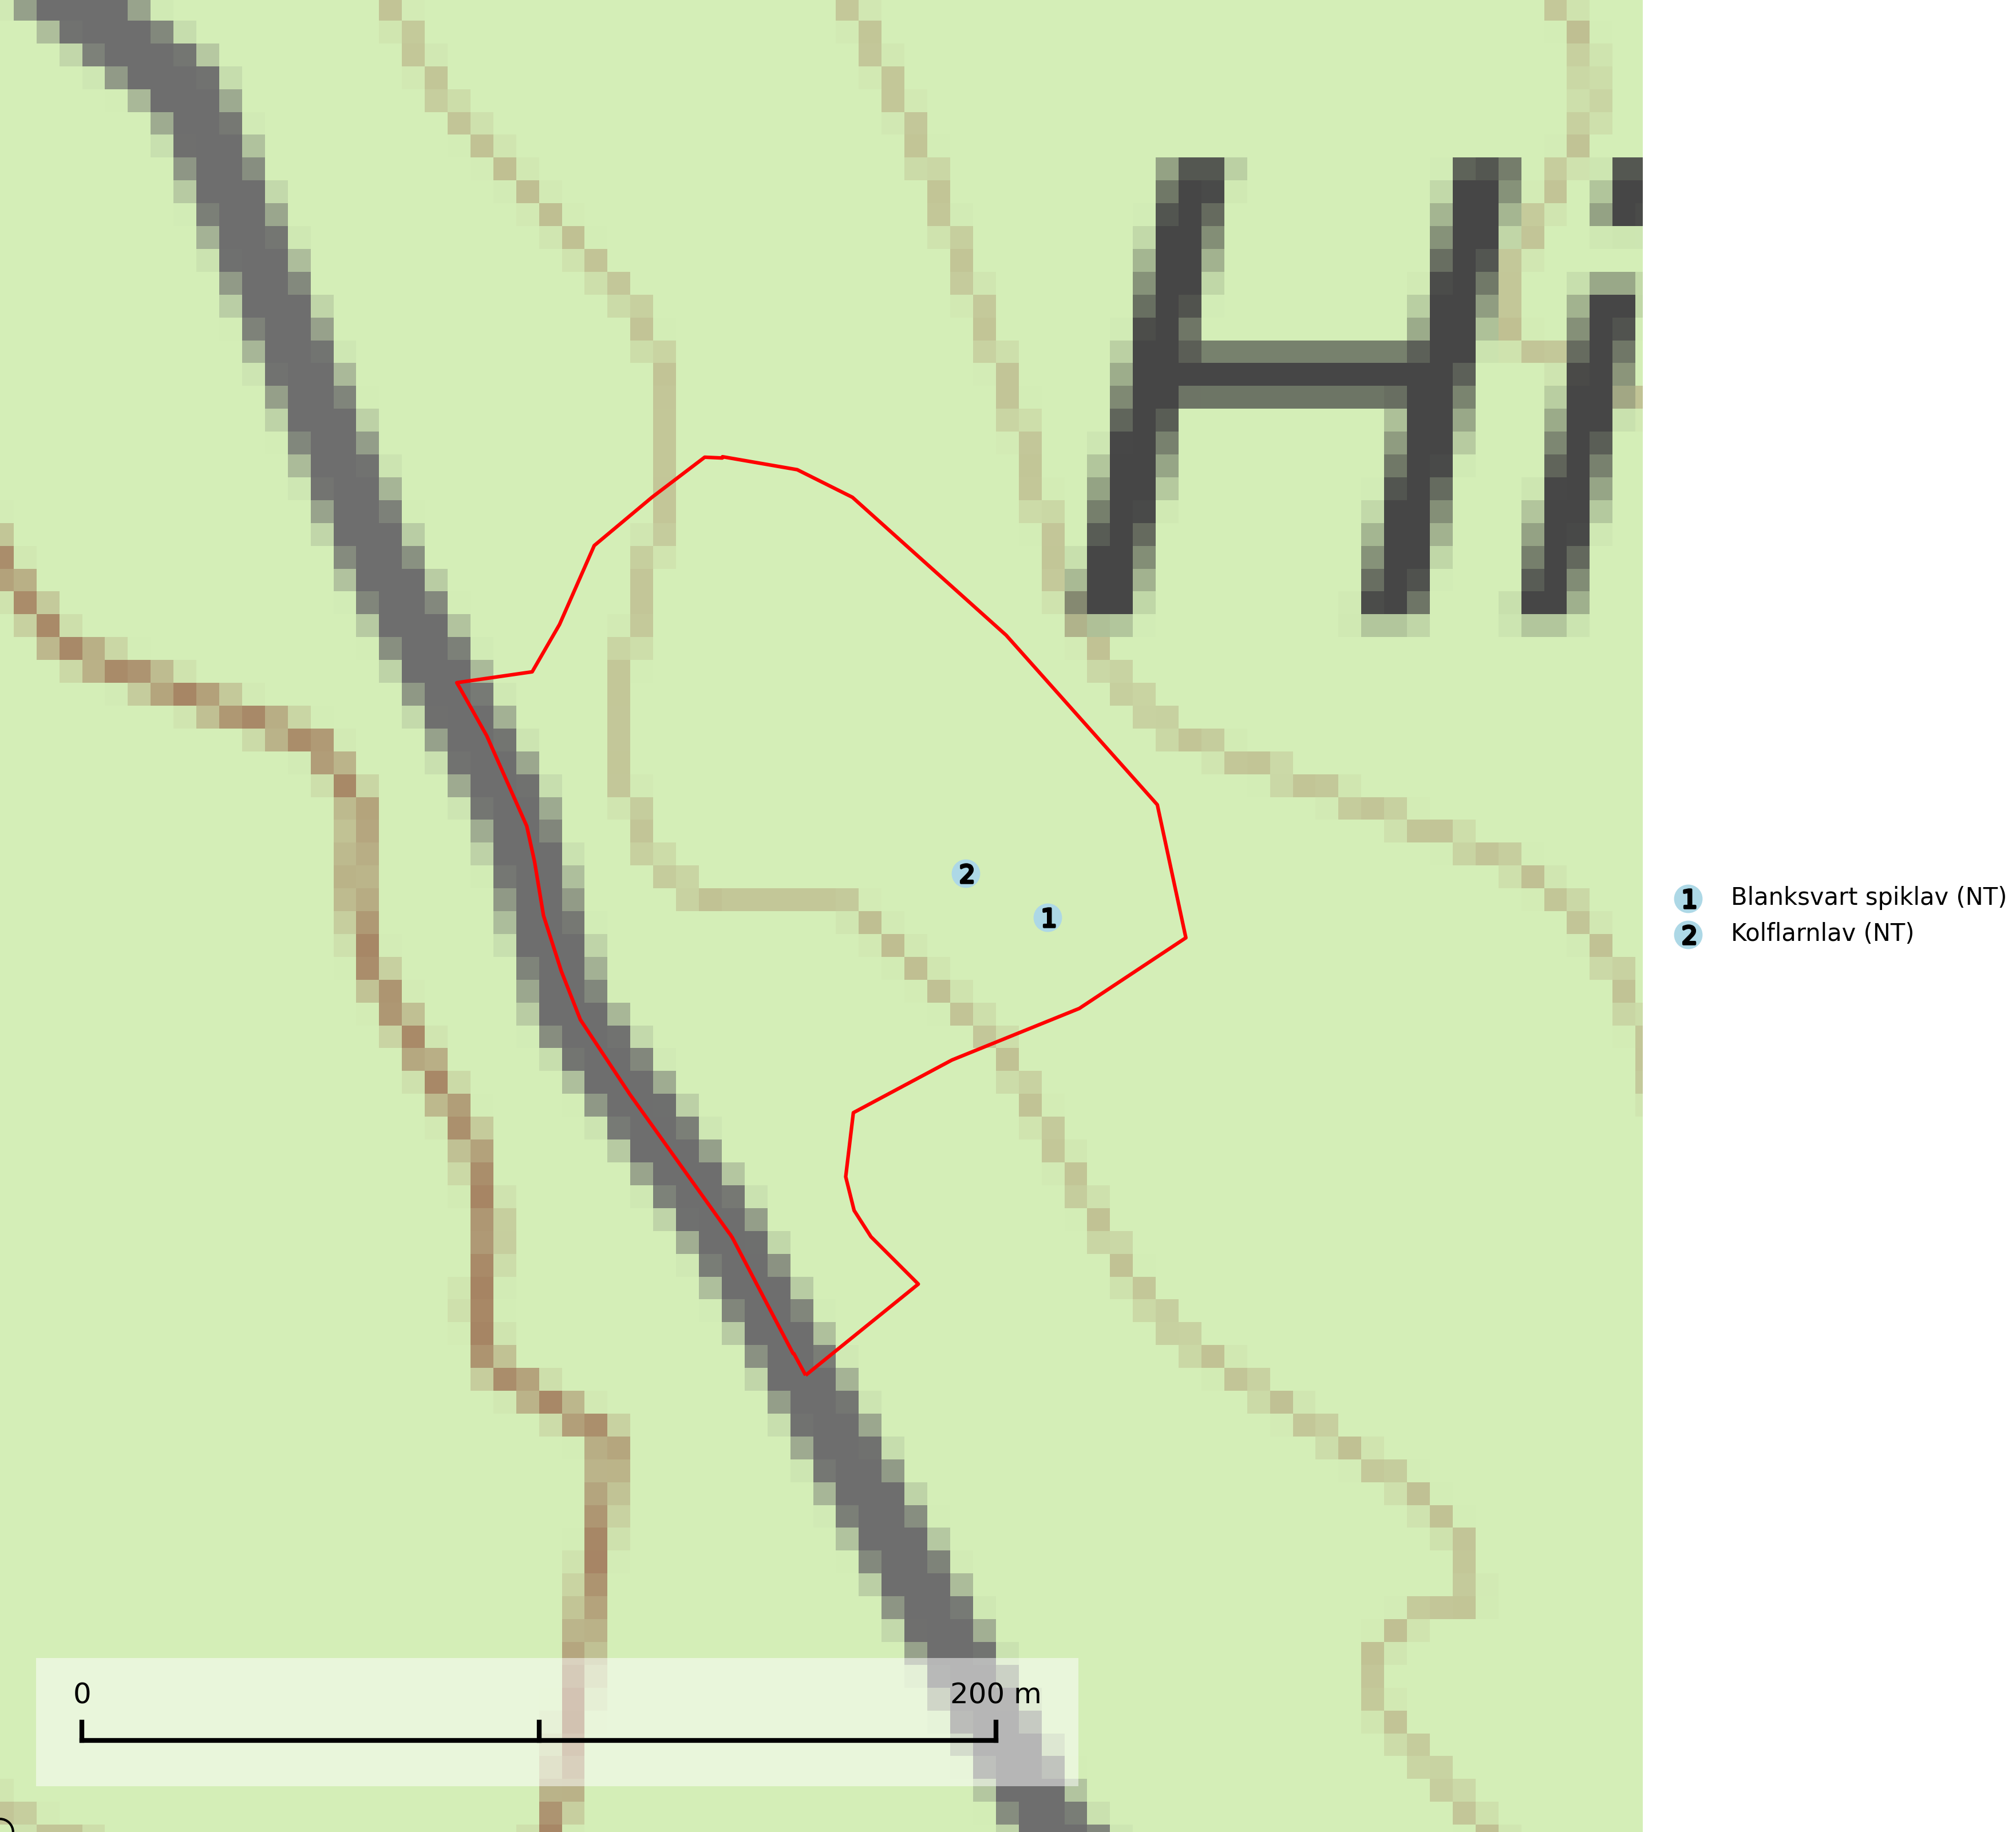 Hi
2
1
1 Blanksvart spiklav (NT)
2 Kolflarnlav (NT)
0 200 m